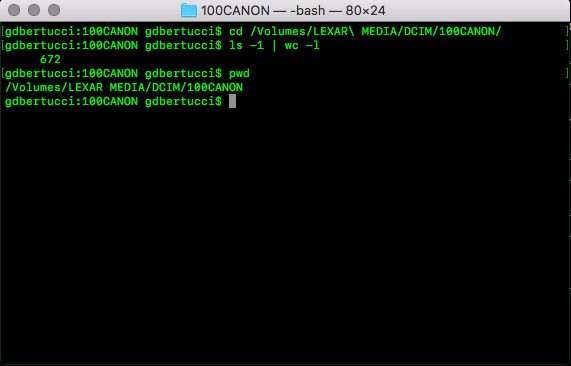 100CANON — -bash — 80×24
[gdbertucci:100CANON gdbertucci$ cd /Volumes/LEXAR\ MEDIA/DCIM/100CANON/ ]
[gdbertucci:100CANON gdbertucci$ ls -1 | wc -l ]
672
[gdbertucci:100CANON gdbertucci$ pwd ]
/Volumes/LEXAR MEDIA/DCIM/100CANON
gdbertucci:100CANON gdbertucci$